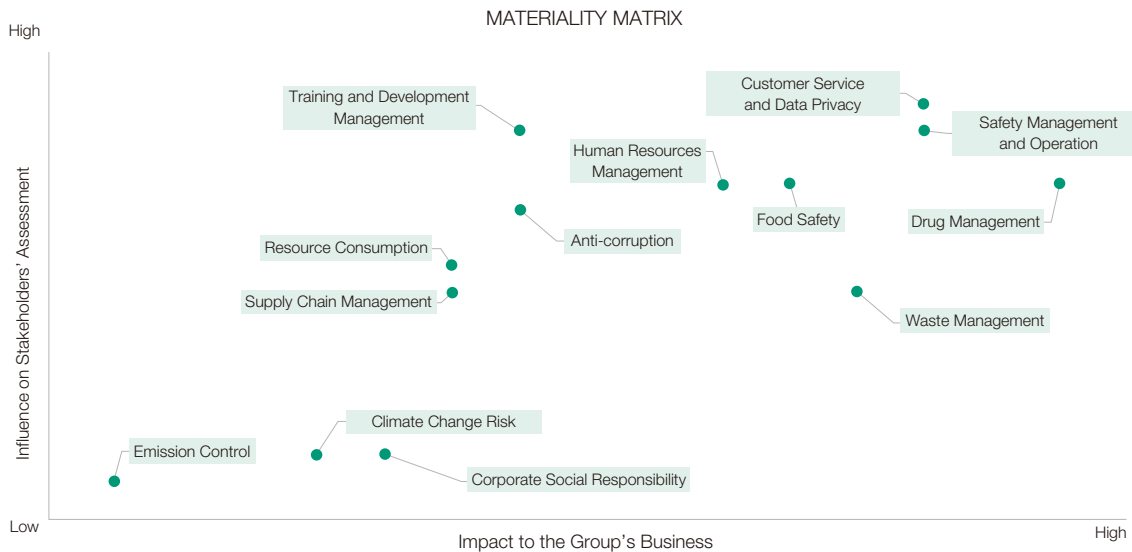 MATERIALITY MATRIX
High
Customer Service
and Data Privacy
Training and Development
Management
Safety Management
and Operation
Human Resources
Management
Food Safety
Drug Management
Anti-corruption
Resource Consumption
Supply Chain Management
Waste Management
Influence on Stakeholders' Assessment
Climate Change Risk
Emission Control
Corporate Social Responsibility
Low
High
Impact to the Group's Business